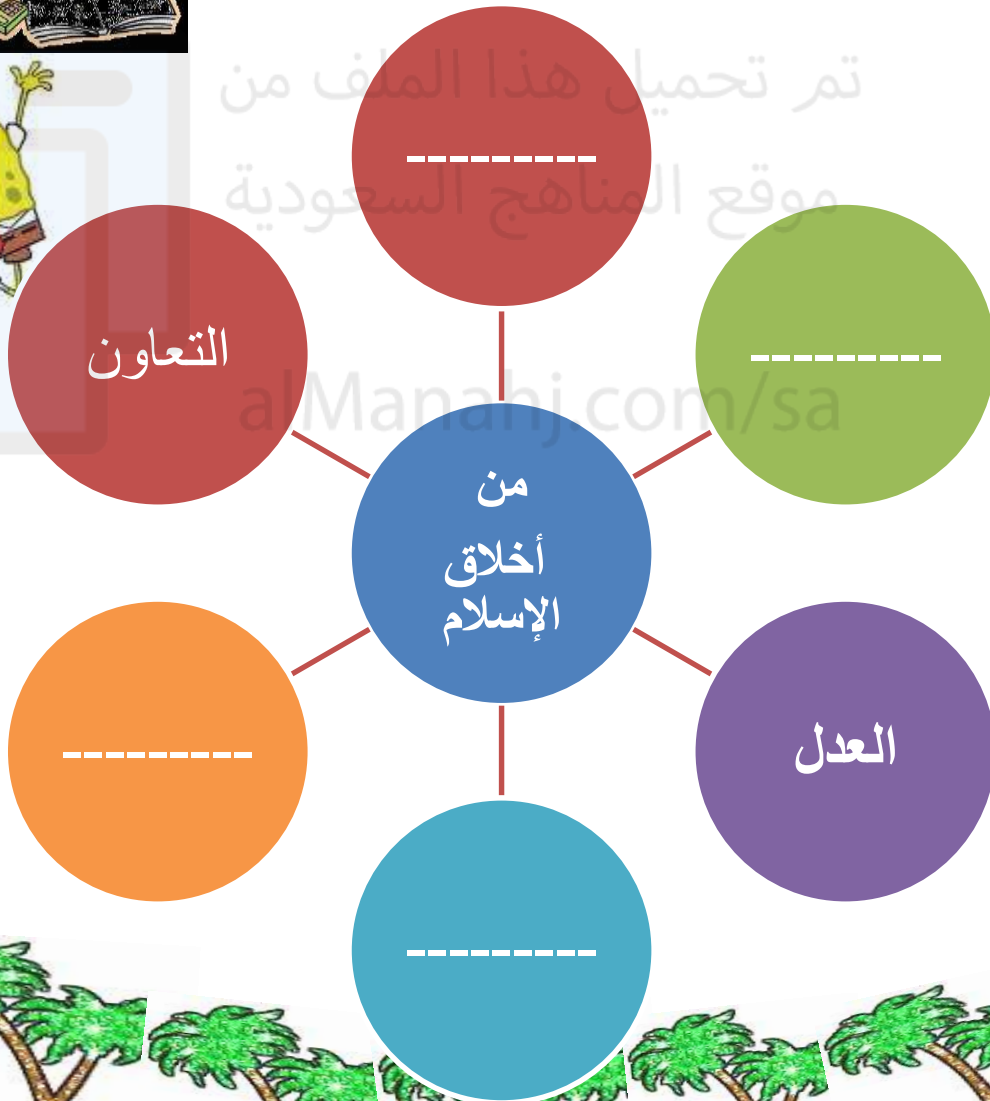 تم تحميل هذا الملف من
موقع المناهج السعودية
---------
التعاون
---------
alManahj.com/sa
من
أخلاق
الإسلام
---------
العدل
---------